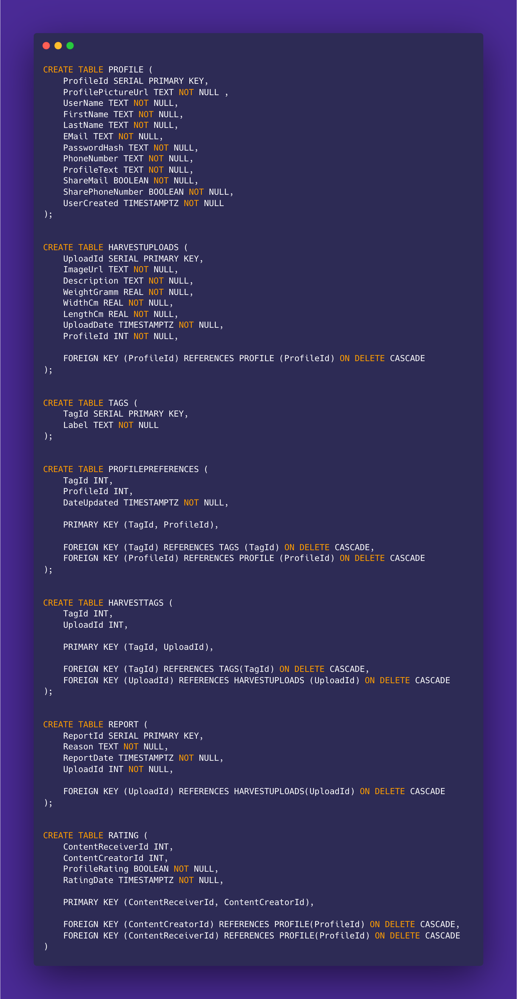 CREATE TABLE PROFILE (
    ProfileId SERIAL PRIMARY KEY,
    ProfilePictureUrl TEXT NOT NULL ,
    UserName TEXT NOT NULL,
    FirstName TEXT NOT NULL,
    LastName TEXT NOT NULL,
    EMail TEXT NOT NULL,
    PasswordHash TEXT NOT NULL,
    PhoneNumber TEXT NOT NULL,
    ProfileText TEXT NOT NULL,
    ShareMail BOOLEAN NOT NULL,
    SharePhoneNumber BOOLEAN NOT NULL,
    UserCreated TIMESTAMPTZ NOT NULL
);
CREATE TABLE HARVESTUPLOADS (
    UploadId SERIAL PRIMARY KEY,
    ImageUrl TEXT NOT NULL,
    Description TEXT NOT NULL,
    WeightGramm REAL NOT NULL,
    WidthCm REAL NOT NULL,
    LengthCm REAL NOT NULL,
    UploadDate TIMESTAMPTZ NOT NULL,
    ProfileId INT NOT NULL,
    FOREIGN KEY (ProfileId) REFERENCES PROFILE (ProfileId) ON DELETE CASCADE
);
CREATE TABLE TAGS (
    TagId SERIAL PRIMARY KEY,
    Label TEXT NOT NULL
);
CREATE TABLE PROFILEPREFERENCES (
    TagId INT,
    ProfileId INT,
    DateUpdated TIMESTAMPTZ NOT NULL,
    PRIMARY KEY (TagId, ProfileId),
    FOREIGN KEY (TagId) REFERENCES TAGS (TagId) ON DELETE CASCADE,
    FOREIGN KEY (ProfileId) REFERENCES PROFILE (ProfileId) ON DELETE CASCADE
);
CREATE TABLE HARVESTTAGS (
    TagId INT,
    UploadId INT,
    PRIMARY KEY (TagId, UploadId),
    FOREIGN KEY (TagId) REFERENCES TAGS(TagId) ON DELETE CASCADE,
    FOREIGN KEY (UploadId) REFERENCES HARVESTUPLOADS (UploadId) ON DELETE CASCADE
);
CREATE TABLE REPORT (
    ReportId SERIAL PRIMARY KEY,
    Reason TEXT NOT NULL,
    ReportDate TIMESTAMPTZ NOT NULL,
    UploadId INT NOT NULL,
    FOREIGN KEY (UploadId) REFERENCES HARVESTUPLOADS(UploadId) ON DELETE CASCADE
);
CREATE TABLE RATING (
    ContentReceiverId INT,
    ContentCreatorId INT,
    ProfileRating BOOLEAN NOT NULL,
    RatingDate TIMESTAMPTZ NOT NULL,
    PRIMARY KEY (ContentReceiverId, ContentCreatorId),
    FOREIGN KEY (ContentCreatorId) REFERENCES PROFILE(ProfileId) ON DELETE CASCADE,
    FOREIGN KEY (ContentReceiverId) REFERENCES PROFILE(ProfileId) ON DELETE CASCADE
)